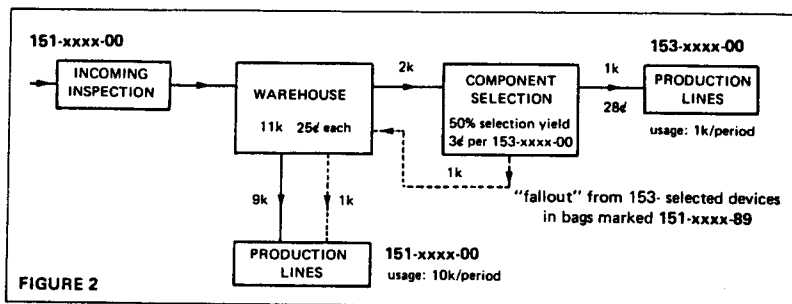 151-xxxx-00
INCOMING
INSPECTION
WAREHOUSE
11k 25¢ each
2k
COMPONENT
SELECTION
50% selection yield
3¢ per 153-xxxx-00
1k
28¢
153-xxxx-00
PRODUCTION
LINES
usage: 1k/period
1k
"fallout" from 153- selected devices
in bags marked 151-xxxx-89
9k
1k
PRODUCTION
LINES
151-xxxx-00
usage: 10k/period
FIGURE 2